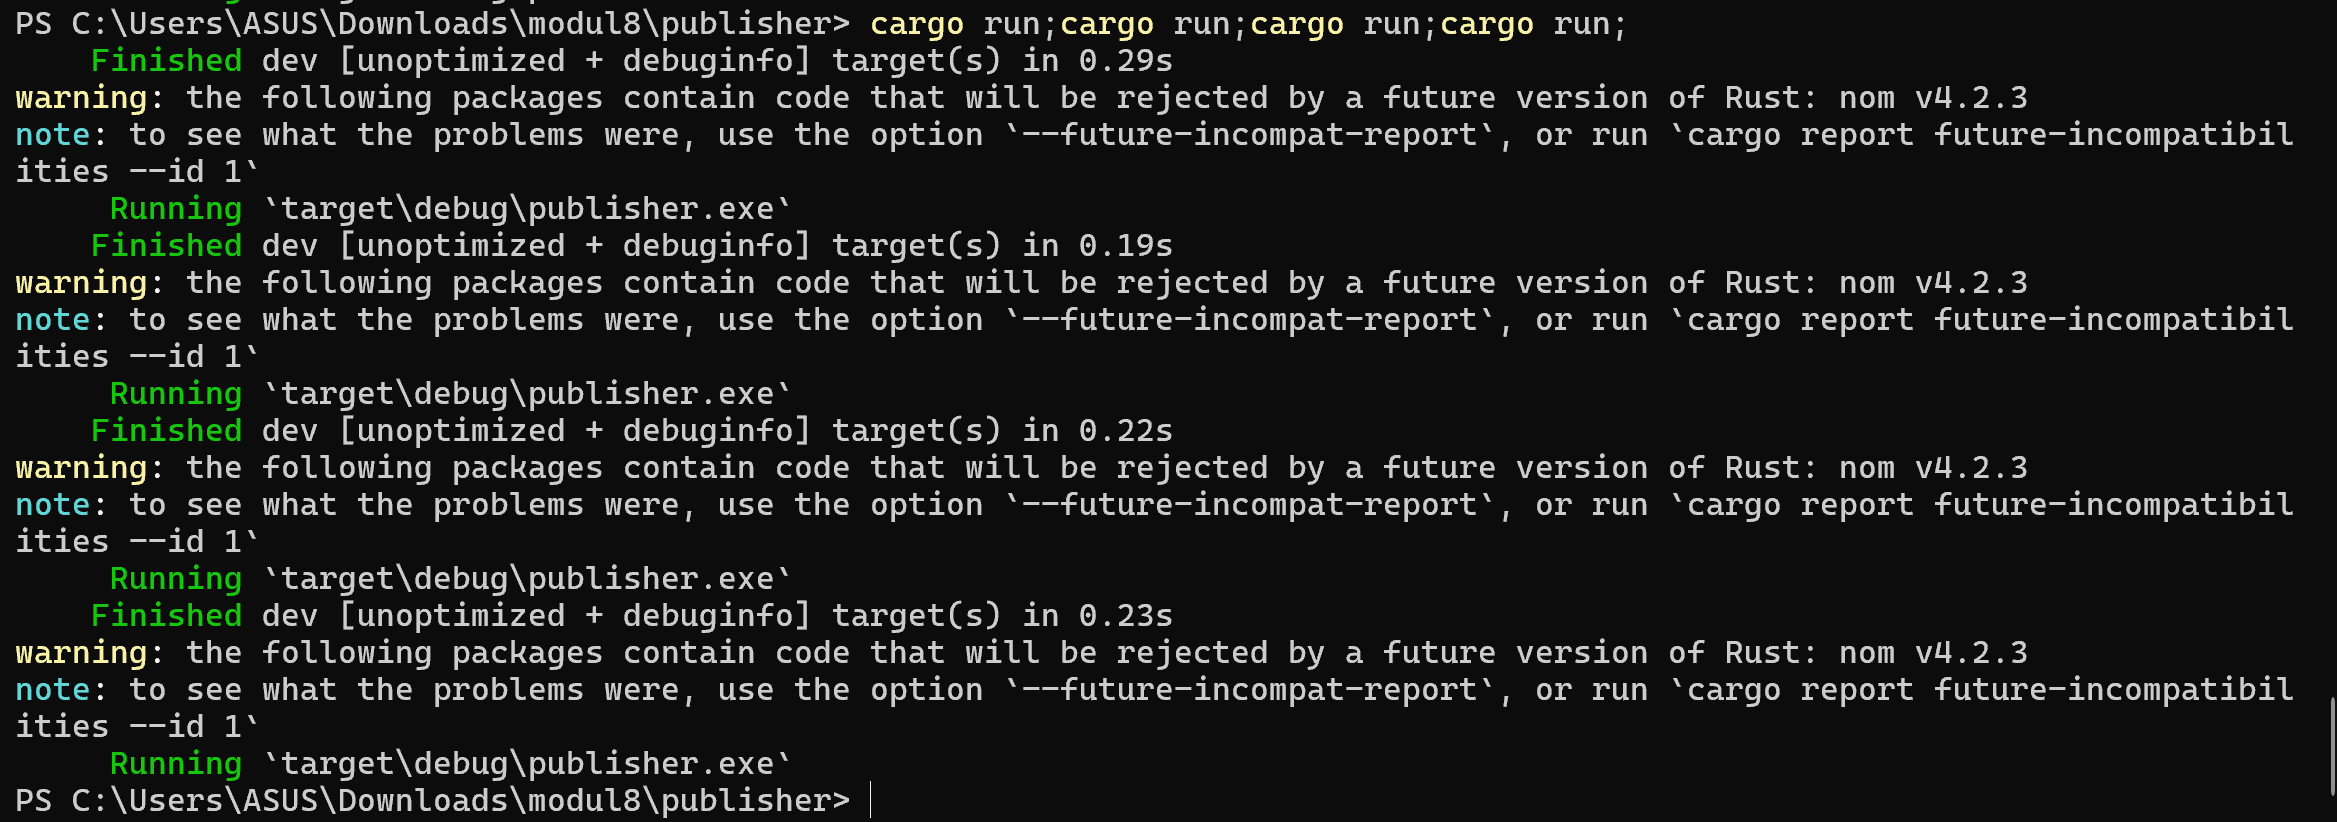 PS C:\Users\ASUS\Downloads\modul8\publisher> cargo run;cargo run;cargo run;cargo run;
Finished dev [unoptimized + debuginfo] target(s) in 0.29s
warning: the following packages contain code that will be rejected by a future version of Rust: nom v4.2.3
note: to see what the problems were, use the option `--future-incompat-report`, or run `cargo report future-incompatibil
ities --id 1`
Running `target\debug\publisher.exe`
Finished dev [unoptimized + debuginfo] target(s) in 0.19s
warning: the following packages contain code that will be rejected by a future version of Rust: nom v4.2.3
note: to see what the problems were, use the option `--future-incompat-report`, or run `cargo report future-incompatibil
ities --id 1`
Running `target\debug\publisher.exe`
Finished dev [unoptimized + debuginfo] target(s) in 0.22s
warning: the following packages contain code that will be rejected by a future version of Rust: nom v4.2.3
note: to see what the problems were, use the option `--future-incompat-report`, or run `cargo report future-incompatibil
ities --id 1`
Running `target\debug\publisher.exe`
Finished dev [unoptimized + debuginfo] target(s) in 0.23s
warning: the following packages contain code that will be rejected by a future version of Rust: nom v4.2.3
note: to see what the problems were, use the option `--future-incompat-report`, or run `cargo report future-incompatibil
ities --id 1`
Running `target\debug\publisher.exe`
PS C:\Users\ASUS\Downloads\modul8\publisher>